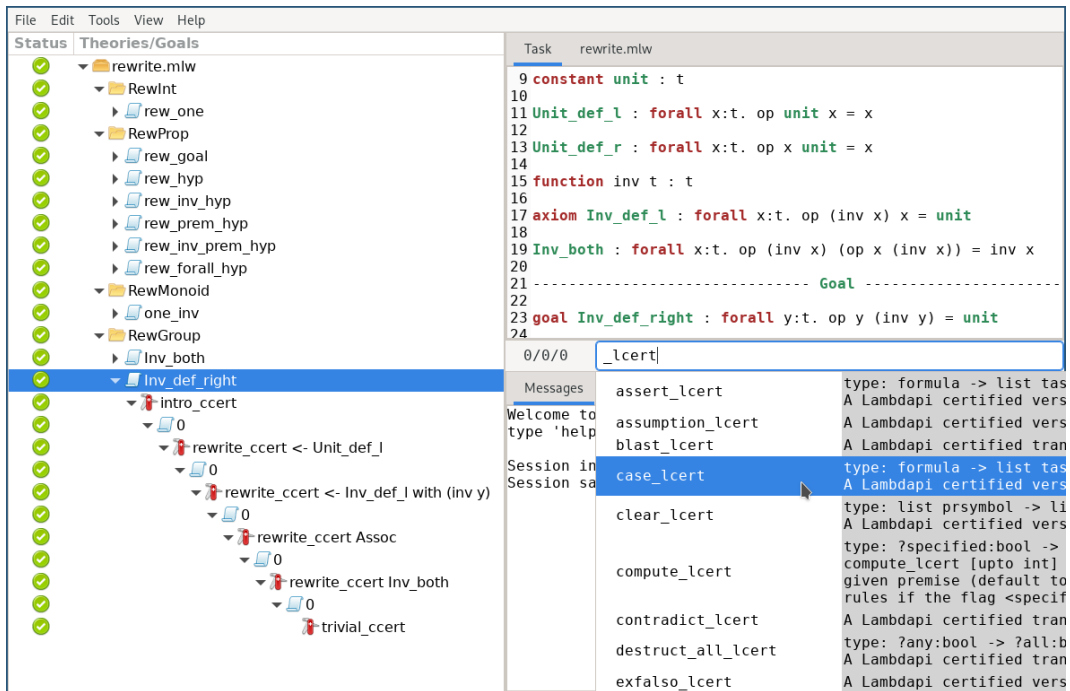 File Edit Tools View Help
Status Theories/Goals
rewrite.mlw
RewInt
rew_one
RewProp
rew_goal
rew_hyp
rew_inv_hyp
rew_prem_hyp
rew_inv_prem_hyp
rew_forall_hyp
RewMonoid
one_inv
RewGroup
Inv_both
Inv_def_right
intro_ccert
0
rewrite_ccert <- Unit_def_l
0
rewrite_ccert <- Inv_def_l with (inv y)
0
rewrite_ccert Assoc
0
rewrite_ccert Inv_both
0
trivial_ccert
Task rewrite.mlw
9 constant unit : t
10
11 Unit_def_l : forall x:t. op unit x = x
12
13 Unit_def_r : forall x:t. op x unit = x
14
15 function inv t : t
16
17 axiom Inv_def_l : forall x:t. op (inv x) x = unit
18
19 Inv_both : forall x:t. op (inv x) (op x (inv x)) = inv x
20
21 ------------------------------- Goal ----------------------
22
23 goal Inv_def_right : forall y:t. op y (inv y) = unit
24
0/0/0 _lcert
Messages
Welcome to
type 'help
Session in
Session sa
assert_lcert type: formula -> list tas
A Lambdapi certified vers
assumption_lcert A Lambdapi certified vers
blast_lcert A Lambdapi certified tran
case_lcert type: formula -> list tas
A Lambdapi certified vers
clear_lcert type: list prsymbol -> li
A Lambdapi certified vers
compute_lcert type: ?specified:bool ->
compute_lcert [upto int]
given premise (default to
rules if the flag <specif
contradict_lcert A Lambdapi certified tran
destruct_all_lcert type: ?any:bool -> ?all:b
A Lambdapi certified tran
exfalso_lcert A Lambdapi certified vers